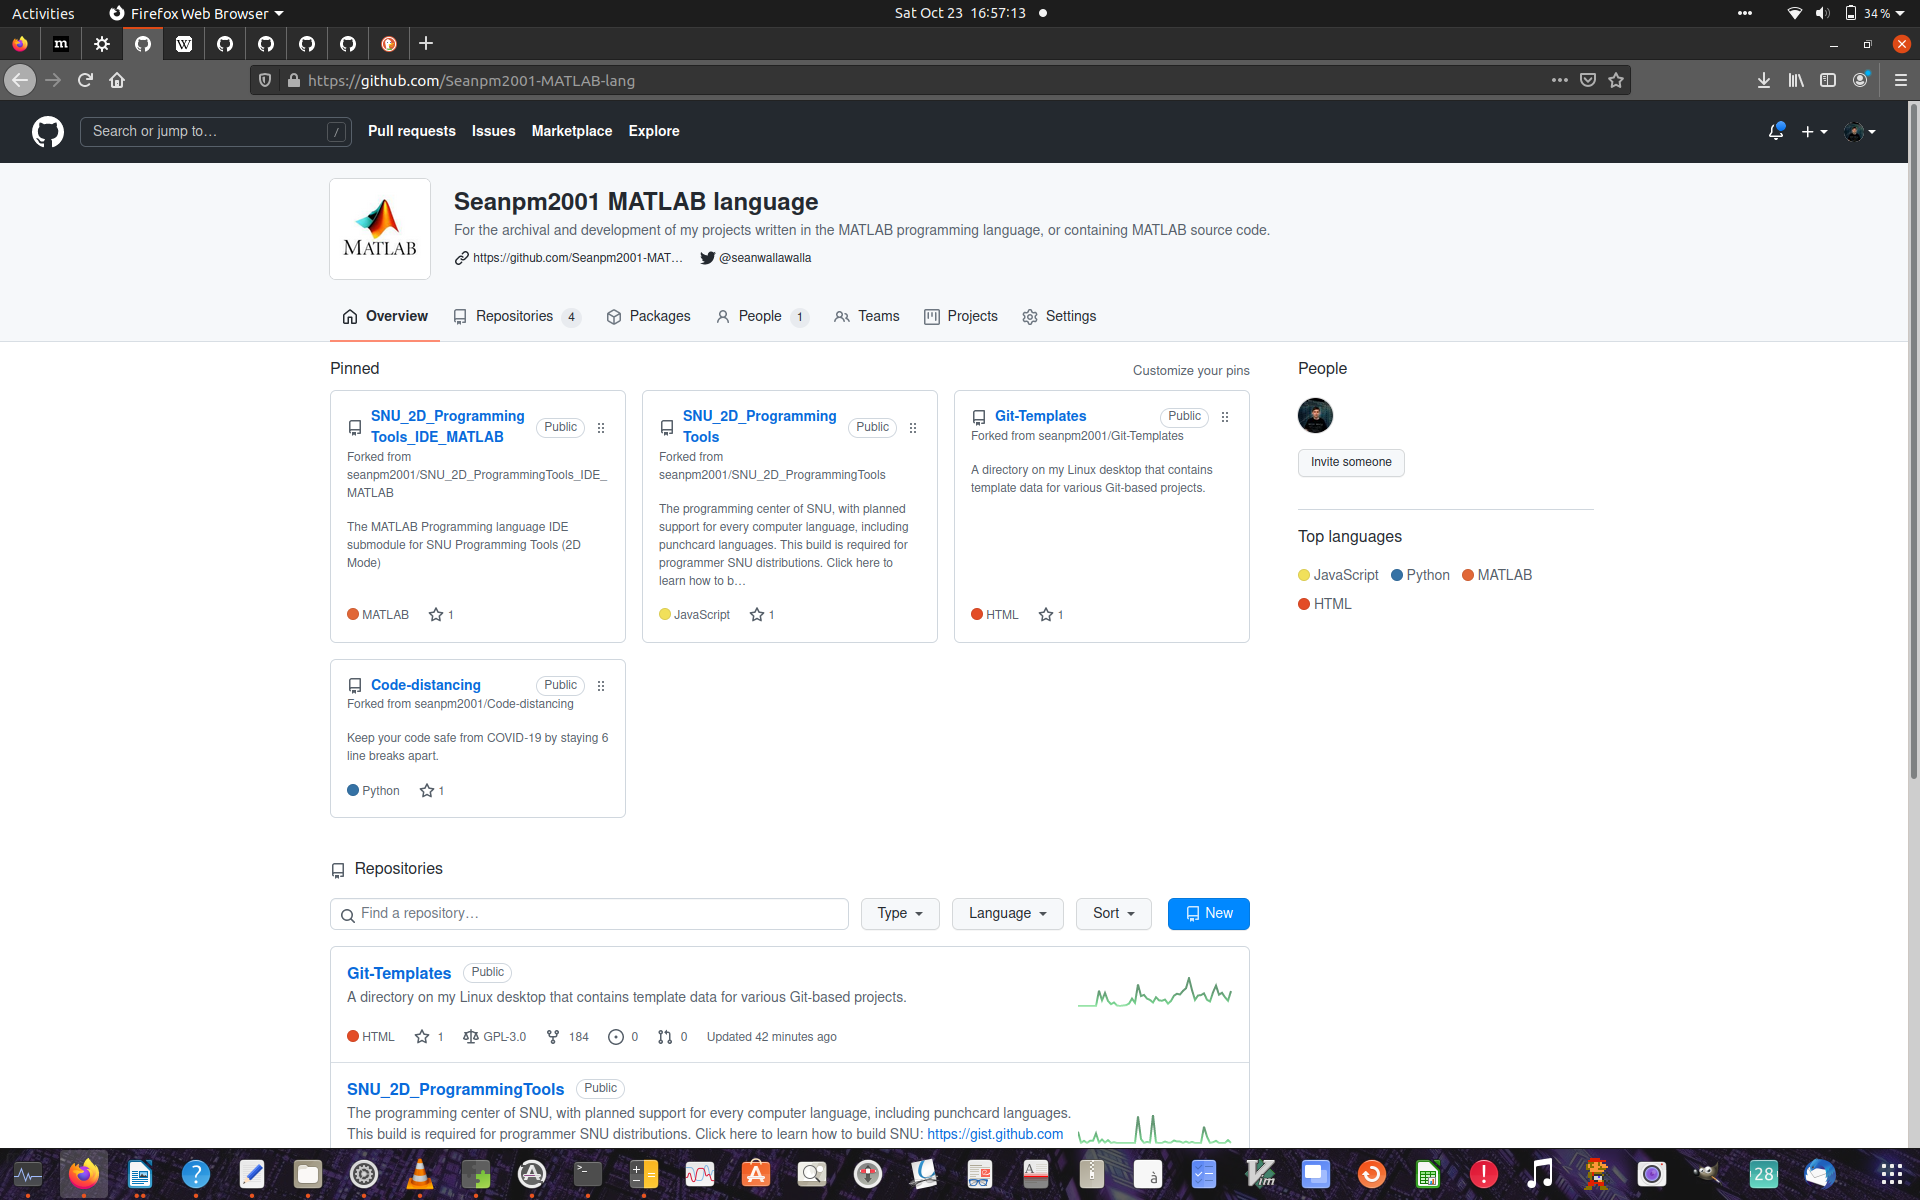 Activities
Firefox Web Browser
Sat Oct 23 16:57:13
34 %
https://github.com/Seanpm2001-MATLAB-lang
Search or jump to…
/
Pull requests
Issues
Marketplace
Explore
MATLAB
Seanpm2001 MATLAB language
For the archival and development of my projects written in the MATLAB programming language, or containing MATLAB source code.
https://github.com/Seanpm2001-MAT…
@seanwallawalla
Overview
Repositories 4
Packages
People 1
Teams
Projects
Settings
Pinned
Customize your pins
SNU_2D_Programming
Tools_IDE_MATLAB
Public
Forked from
seanpm2001/SNU_2D_ProgrammingTools_IDE_
MATLAB
The MATLAB Programming language IDE
submodule for SNU Programming Tools (2D
Mode)
MATLAB 1
SNU_2D_Programming
Tools
Public
Forked from
seanpm2001/SNU_2D_ProgrammingTools
The programming center of SNU, with planned
support for every computer language, including
punchcard languages. This build is required for
programmer SNU distributions. Click here to
learn how to b…
JavaScript 1
Git-Templates
Public
Forked from seanpm2001/Git-Templates
A directory on my Linux desktop that contains
template data for various Git-based projects.
HTML 1
Code-distancing
Public
Forked from seanpm2001/Code-distancing
Keep your code safe from COVID-19 by staying 6
line breaks apart.
Python 1
People
Invite someone
Top languages
JavaScript Python MATLAB
HTML
Repositories
Find a repository…
Type
Language
Sort
New
Git-Templates Public
A directory on my Linux desktop that contains template data for various Git-based projects.
HTML 1 GPL-3.0 184 0 0 Updated 42 minutes ago
SNU_2D_ProgrammingTools Public
The programming center of SNU, with planned support for every computer language, including punchcard languages.
This build is required for programmer SNU distributions. Click here to learn how to build SNU: https://gist.github.com
28